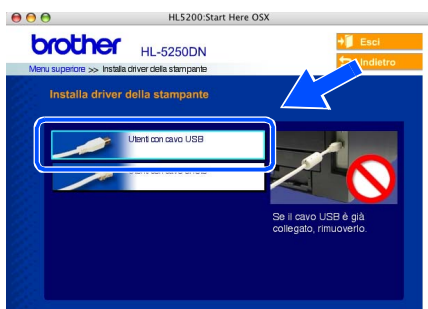 HL5200:Start Here OSX
brother
HL-5250DN
Esci
Indietro
Menu superiore >> Installa driver della stampante
Installa driver della stampante
Utenti con cavo USB
Se il cavo USB è già
collegato, rimuoverlo.